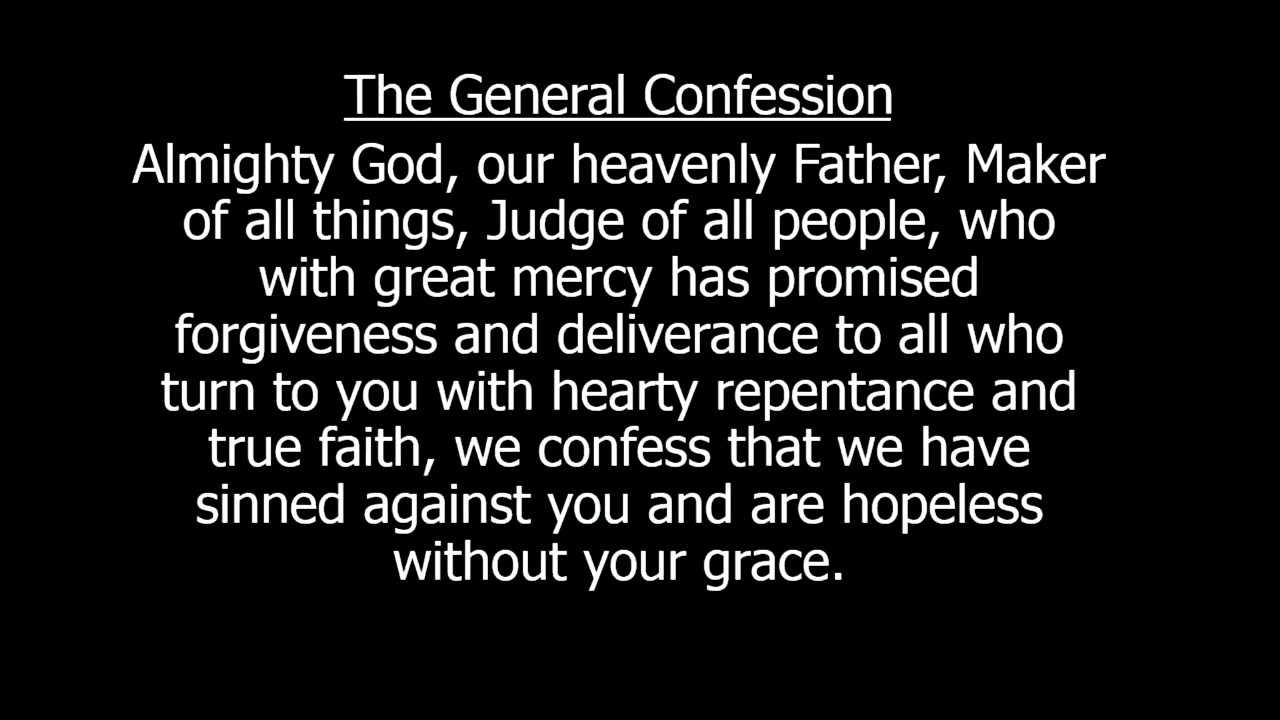 The General Confession
Almighty God, our heavenly Father, Maker
of all things, Judge of all people, who
with great mercy has promised
forgiveness and deliverance to all who
turn to you with hearty repentance and
true faith, we confess that we have
sinned against you and are hopeless
without your grace.